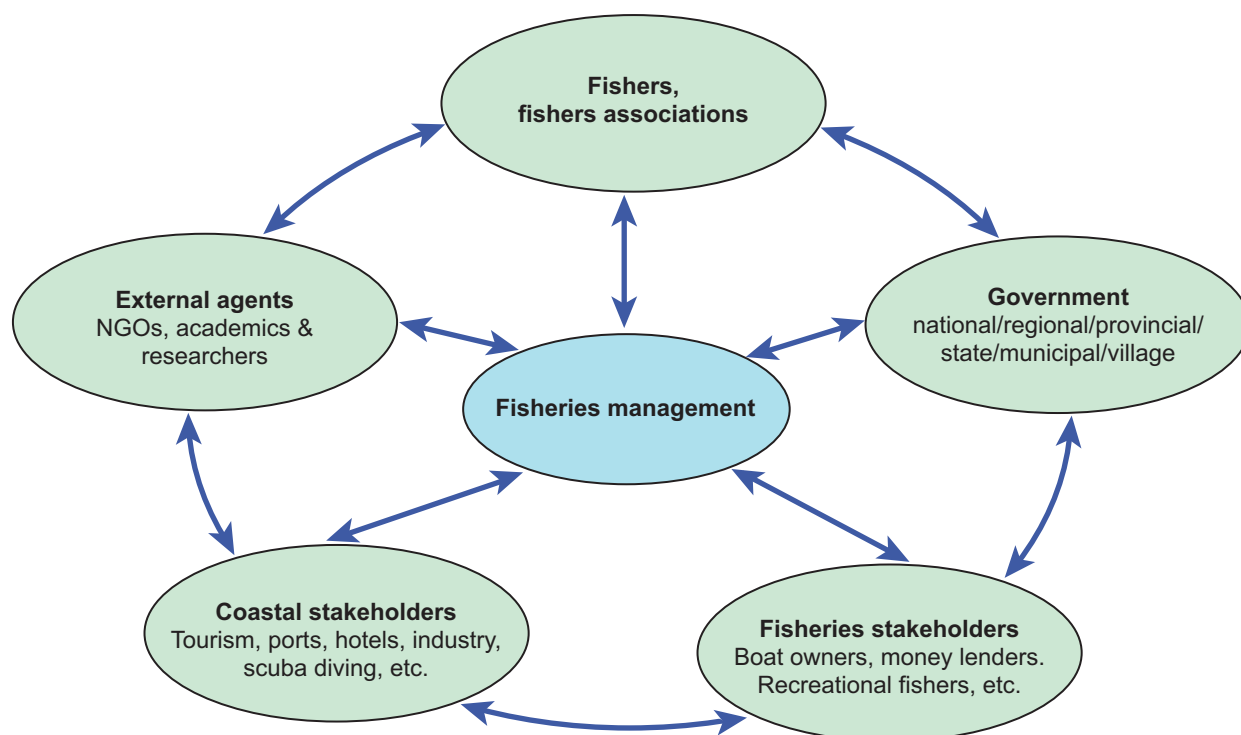 Fishers,
fishers associations
External agents
NGOs, academics &
researchers
Government
national/regional/provincial/
state/municipal/village
Fisheries management
Coastal stakeholders
Tourism, ports, hotels, industry,
scuba diving, etc.
Fisheries stakeholders
Boat owners, money lenders.
Recreational fishers, etc.